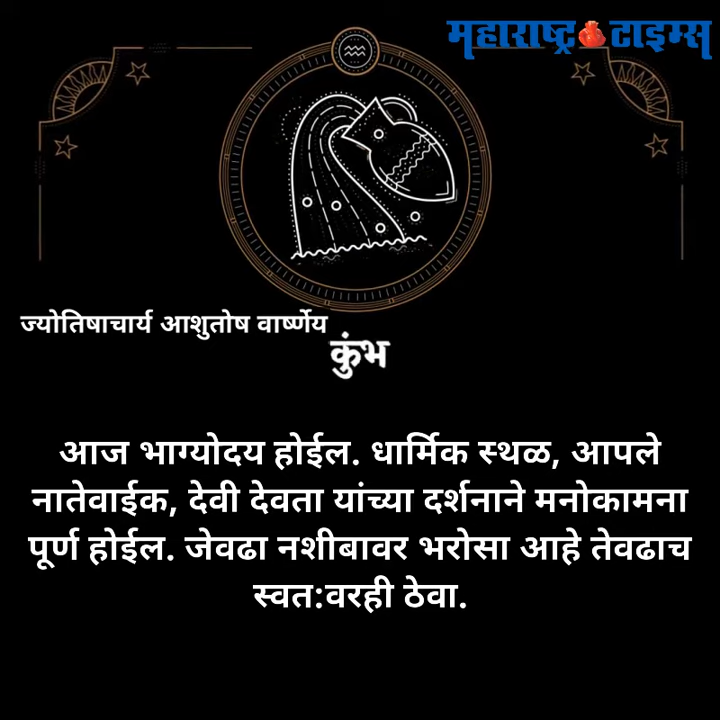 महाराष्ट्र टाइम्स
ज्योतिषाचार्य आशुतोष वार्ष्णेय
कुंभ
आज भाग्योदय होईल. धार्मिक स्थळ, आपले
नातेवाईक, देवी देवता यांच्या दर्शनाने मनोकामना
पूर्ण होईल. जेवढा नशीबावर भरोसा आहे तेवढाच
स्वत:वरही ठेवा.